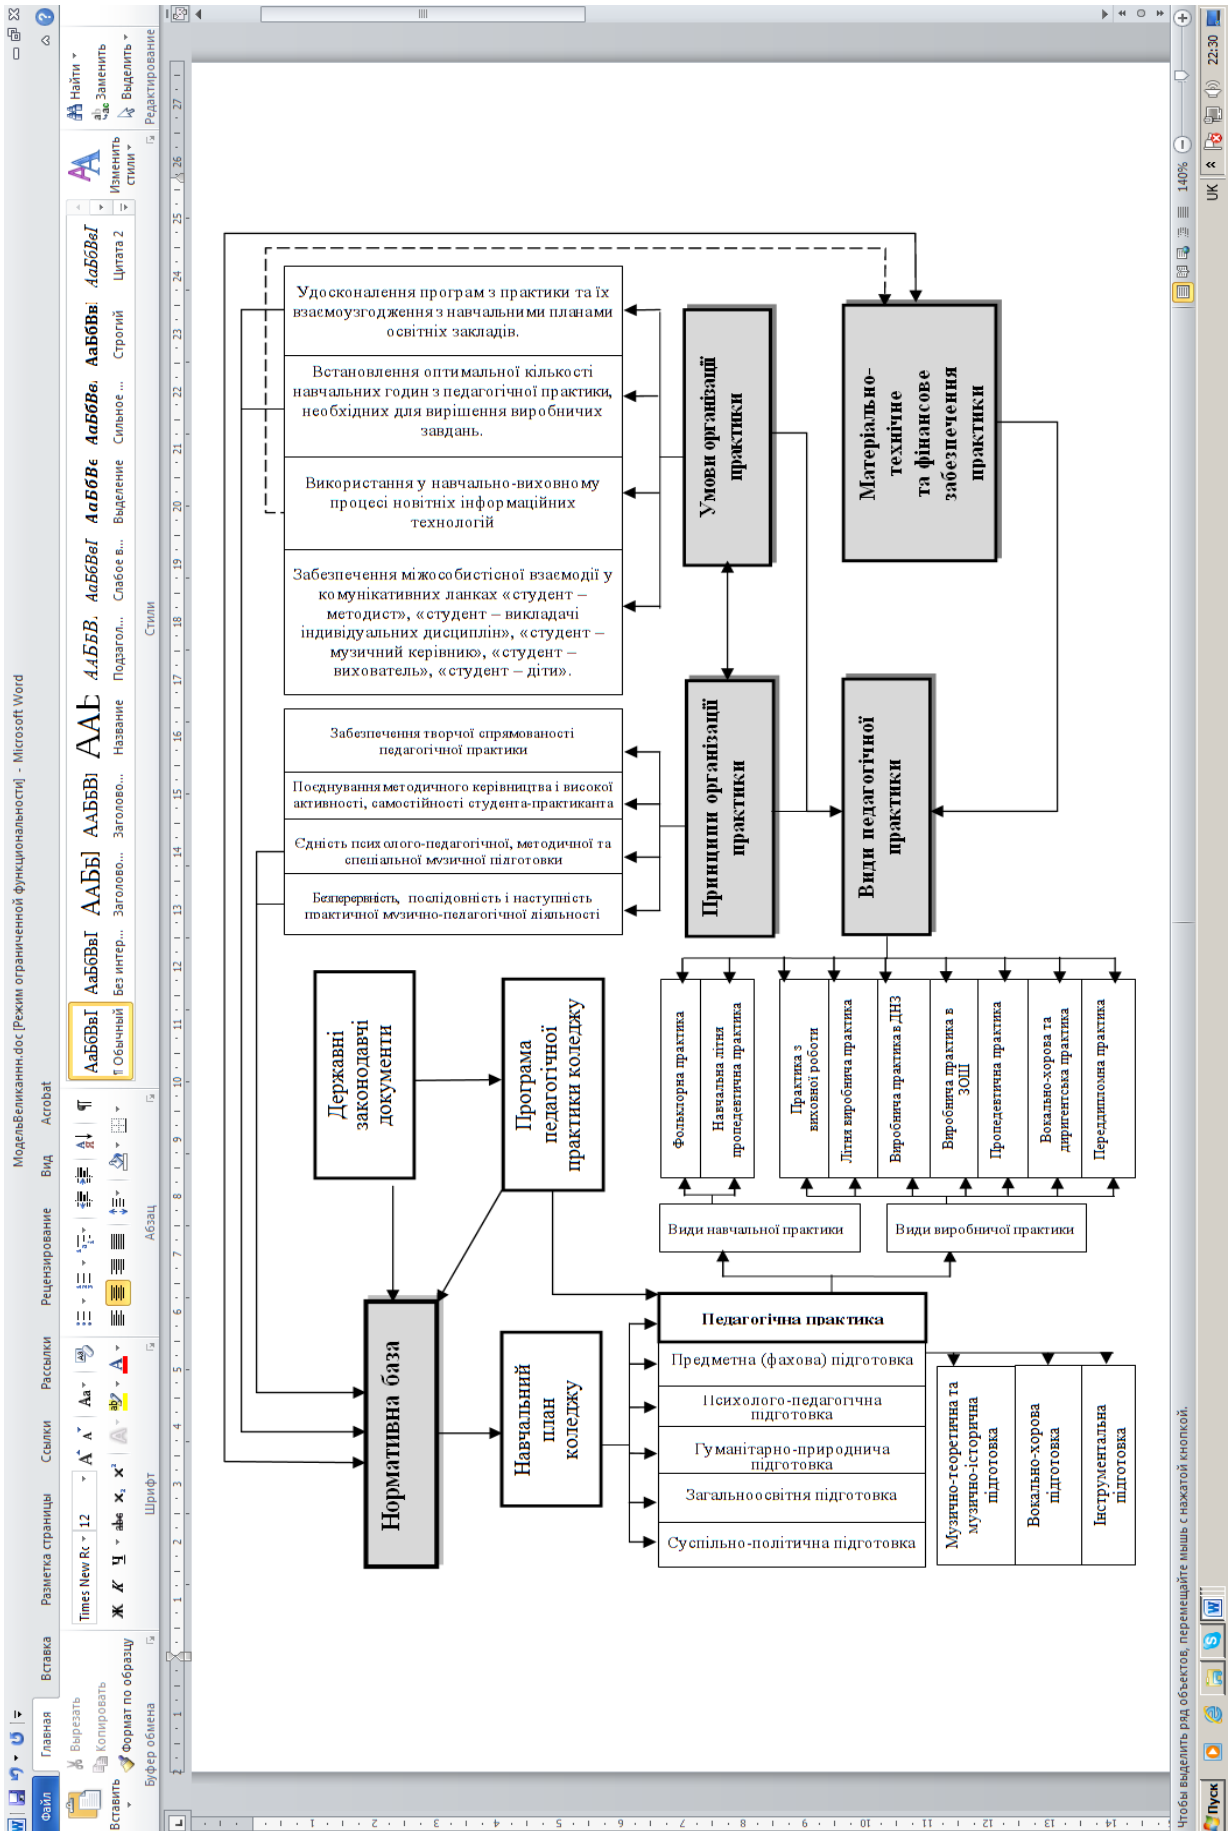 МодельВеликанн.doc [Режим ограниченной функциональности] - Microsoft Word
Файл
Главная
Вставка
Разметка страницы
Ссылки
Рассылки
Рецензирование
Вид
Acrobat
Вставить
Вырезать
Копировать
Формат по образцу
Буфер обмена
Times New Rc
12
Шрифт
Абзац
АаБбВвІ
¶ Обычный
АаБбВвІ
Без интер...
Заголово...
Заголово...
Название
Подзагол...
АаБбВвІ
Слабое в...
Выделение
Сильное ...
Строгий
АаБбВвІ
Цитата 2
Изменить
стили
Стили
Найти
Заменить
Выделить
Редактирование
Удосконалення програм з практики та їх
взаємоузгодження з навчальними планами
освітніх закладів.
Встановлення оптимальної кількості
навчальних годин з педагогічної практики,
необхідних для вирішення виробничих
завдань.
Використання у навчально-виховному
процесі новітніх інформаційних
технологій
Забезпечення міжособистісної взаємодії у
комунікативних ланках «студент –
методист», «студент – викладачі
індивідуальних дисциплін», «студент –
музичний керівник», «студент –
вихователь», «студент – діти».
Забезпечення творчої спрямованості
педагогічної практики
Поєднування методичного керівництва і високої
активності, самостійності студента-практиканта
Єдність психолого-педагогічної, методичної та
спеціальної музичної підготовки
Безперервність, послідовність і наступність
практичної музично-педагогічної діяльності
Умови організації
практики
Матеріально-
технічне
та фінансове
забезпечення
практики
Принципи організації
практики
Види педагогічної
практики
Державні
законодавчі
документи
Програма
педагогічної
практики коледжу
Нормативна база
Навчальний
план
коледжу
Фольклорна практика
Навчальна літня
пропедевтична практика
Практика з
виховної роботи
Літня виробнича практика
Виробнича практика в ДНЗ
Виробнича практика в
ЗОШ
Пропедевтична практика
Вокально-хорова та
диригентська практика
Переддипломна практика
Види навчальної практики
Види виробничої практики
Педагогічна практика
Предметна (фахова) підготовка
Психолого-педагогічна
підготовка
Гуманітарно-природнича
підготовка
Загальноосвітня підготовка
Суспільно-політична підготовка
Музично-теоретична та
музично-історична
підготовка
Вокально-хорова
підготовка
Інструментальна
підготовка
Чтобы выделить ряд объектов, перемещайте мышь с нажатой кнопкой.
140%
Пуск
UK
22:30